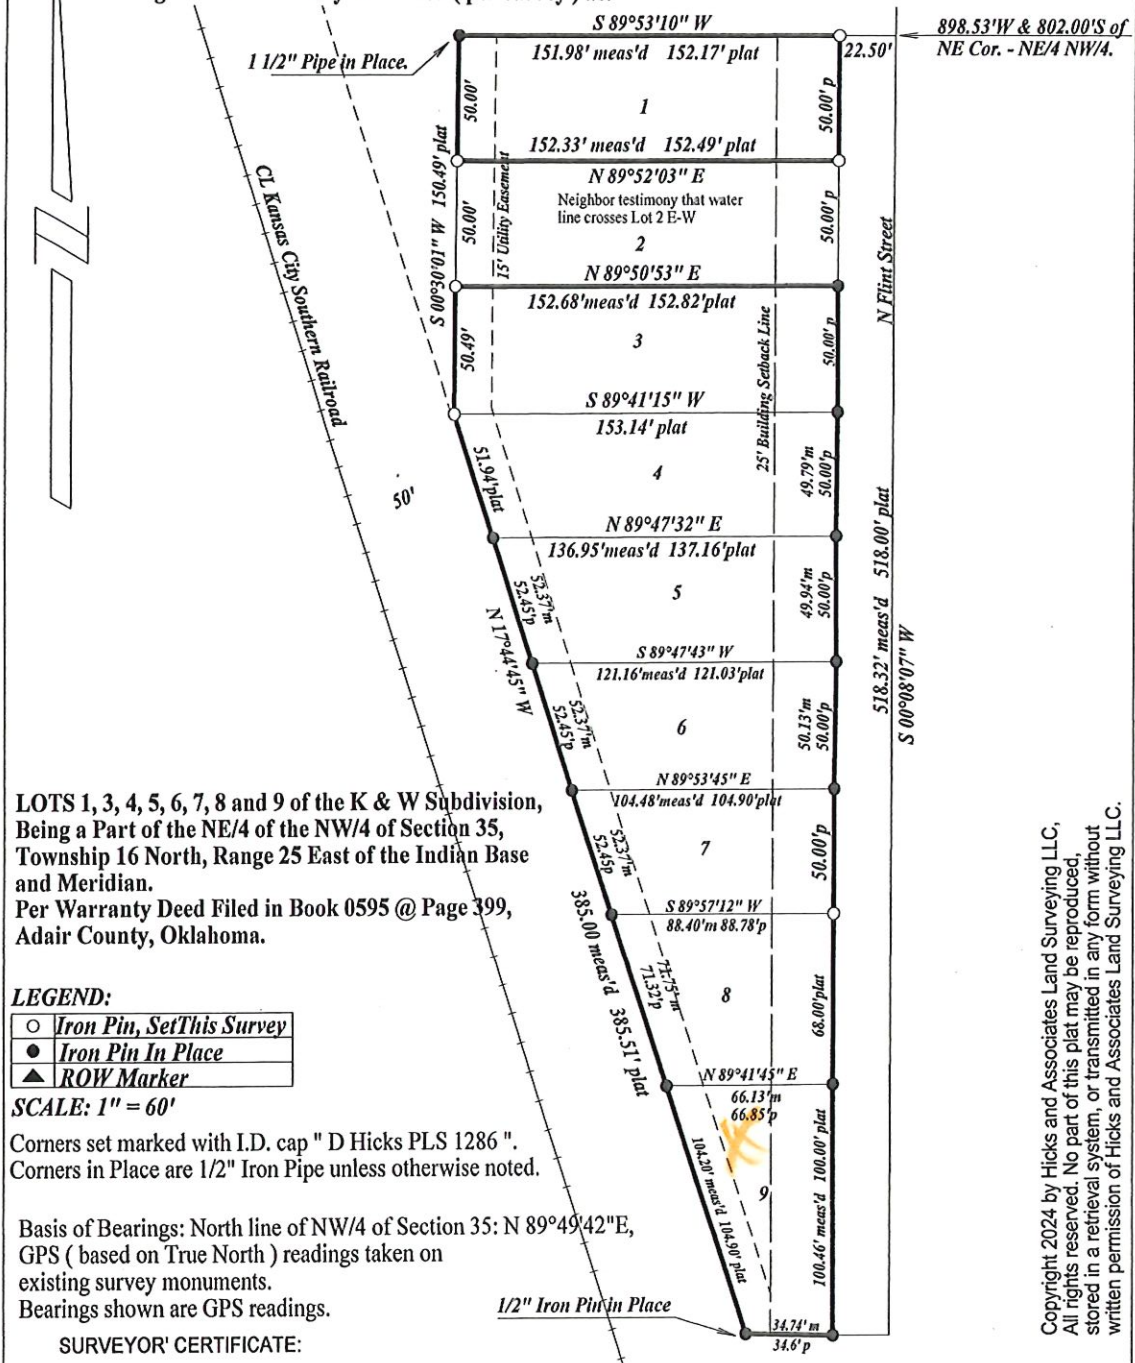 S 89°53'10" W
898.53'W & 802.00'S of
NE Cor. - NE/4 NW/4.
1 1/2" Pipe in Place.
151.98' meas'd 152.17' plat
22.50'
50.00'
1
50.00' p
152.33' meas'd 152.49' plat
N 89°52'03" E
Neighbor testimony that water
line crosses Lot 2 E-W
2
50.00'
50.00' p
S 00°30'01" W 150.49' plat
15' Utility Easement
N Flint Street
CL Kansas City Southern Railroad
N 89°50'53" E
152.68'meas'd 152.82'plat
50.49'
3
50.00' p
25' Building Setback Line
S 89°41'15" W
153.14' plat
51.94'plat
4
49.79'm
50.00'p
50'
N 89°47'32" E
136.95'meas'd 137.16'plat
52.37'm
52.45'p
5
49.94'm
50.00'p
N 17°44'45" W
518.32' meas'd 518.00' plat
S 00°08'07" W
S 89°47'43" W
121.16'meas'd 121.03'plat
52.37'm
52.45'p
6
50.13'm
50.00'p
N 89°53'45" E
104.48'meas'd 104.90'plat
52.37'm
52.45p
7
50.00'p
S 89°57'12" W
88.40'm 88.78'p
385.00 meas'd 385.51' plat
71.75'm
71.32'p
8
68.00'plat
N 89°41'45" E
66.13'm
66.85'p
104.20' meas'd 104.90' plat
9
100.46' meas'd 100.00' plat
1/2" Iron Pin in Place
34.74' m
34.6' p
LOTS 1, 3, 4, 5, 6, 7, 8 and 9 of the K & W Subdivision,
Being a Part of the NE/4 of the NW/4 of Section 35,
Township 16 North, Range 25 East of the Indian Base
and Meridian.
Per Warranty Deed Filed in Book 0595 @ Page 399,
Adair County, Oklahoma.
LEGEND:
Iron Pin, SetThis Survey
Iron Pin In Place
ROW Marker
SCALE: 1" = 60'
Corners set marked with I.D. cap " D Hicks PLS 1286 ".
Corners in Place are 1/2" Iron Pipe unless otherwise noted.
Basis of Bearings: North line of NW/4 of Section 35: N 89°49'42"E,
GPS ( based on True North ) readings taken on
existing survey monuments.
Bearings shown are GPS readings.
SURVEYOR' CERTIFICATE:
Copyright 2024 by Hicks and Associates Land Surveying LLC,
All rights reserved. No part of this plat may be reproduced,
stored in a retrieval system, or transmitted in any form without
written permission of Hicks and Associates Land Surveying LLC.